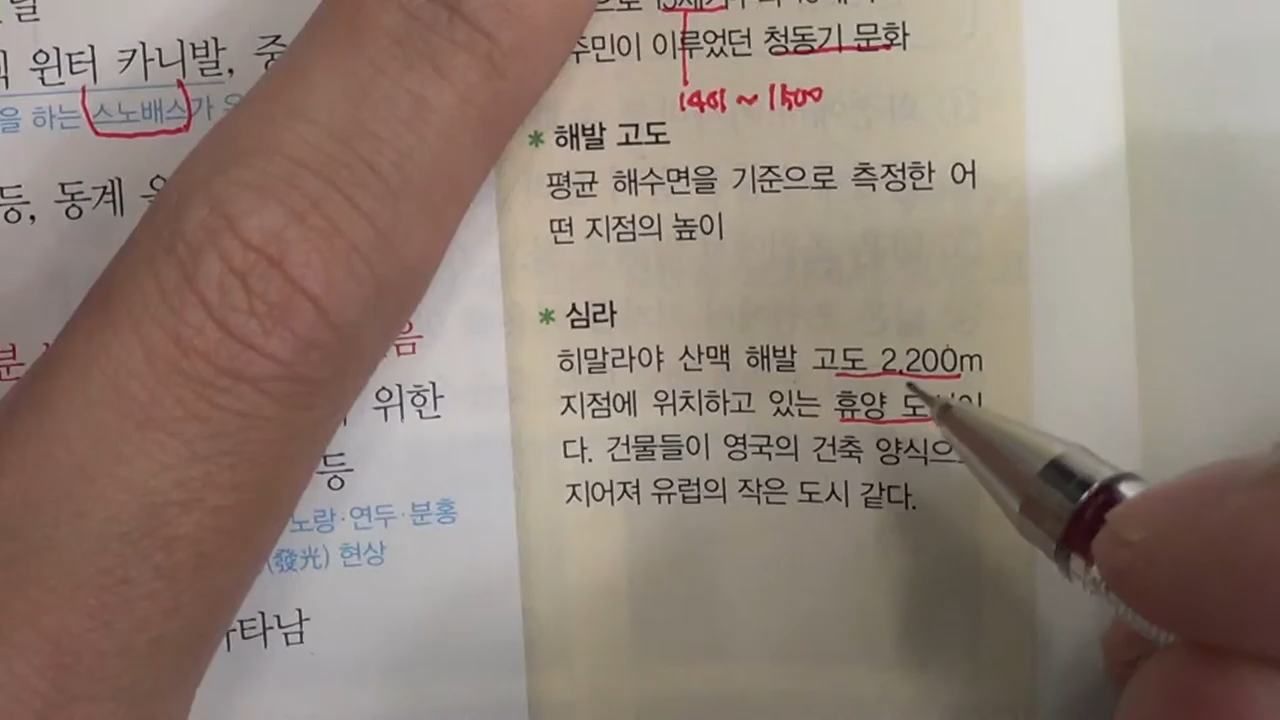 윈터 카니발, 중
을 하는 스노배스가
등, 동계
위한
등
노랑·연두·분홍
(發光) 현상
타남
주민이 이루었던 청동기 문화
1401 ~ 1500
* 해발 고도
평균 해수면을 기준으로 측정한 어
떤 지점의 높이
* 심라
히말라야 산맥 해발 고도 2,200m
지점에 위치하고 있는 휴양
다. 건물들이 영국의 건축 양식으
지어져 유럽의 작은 도시 같다.